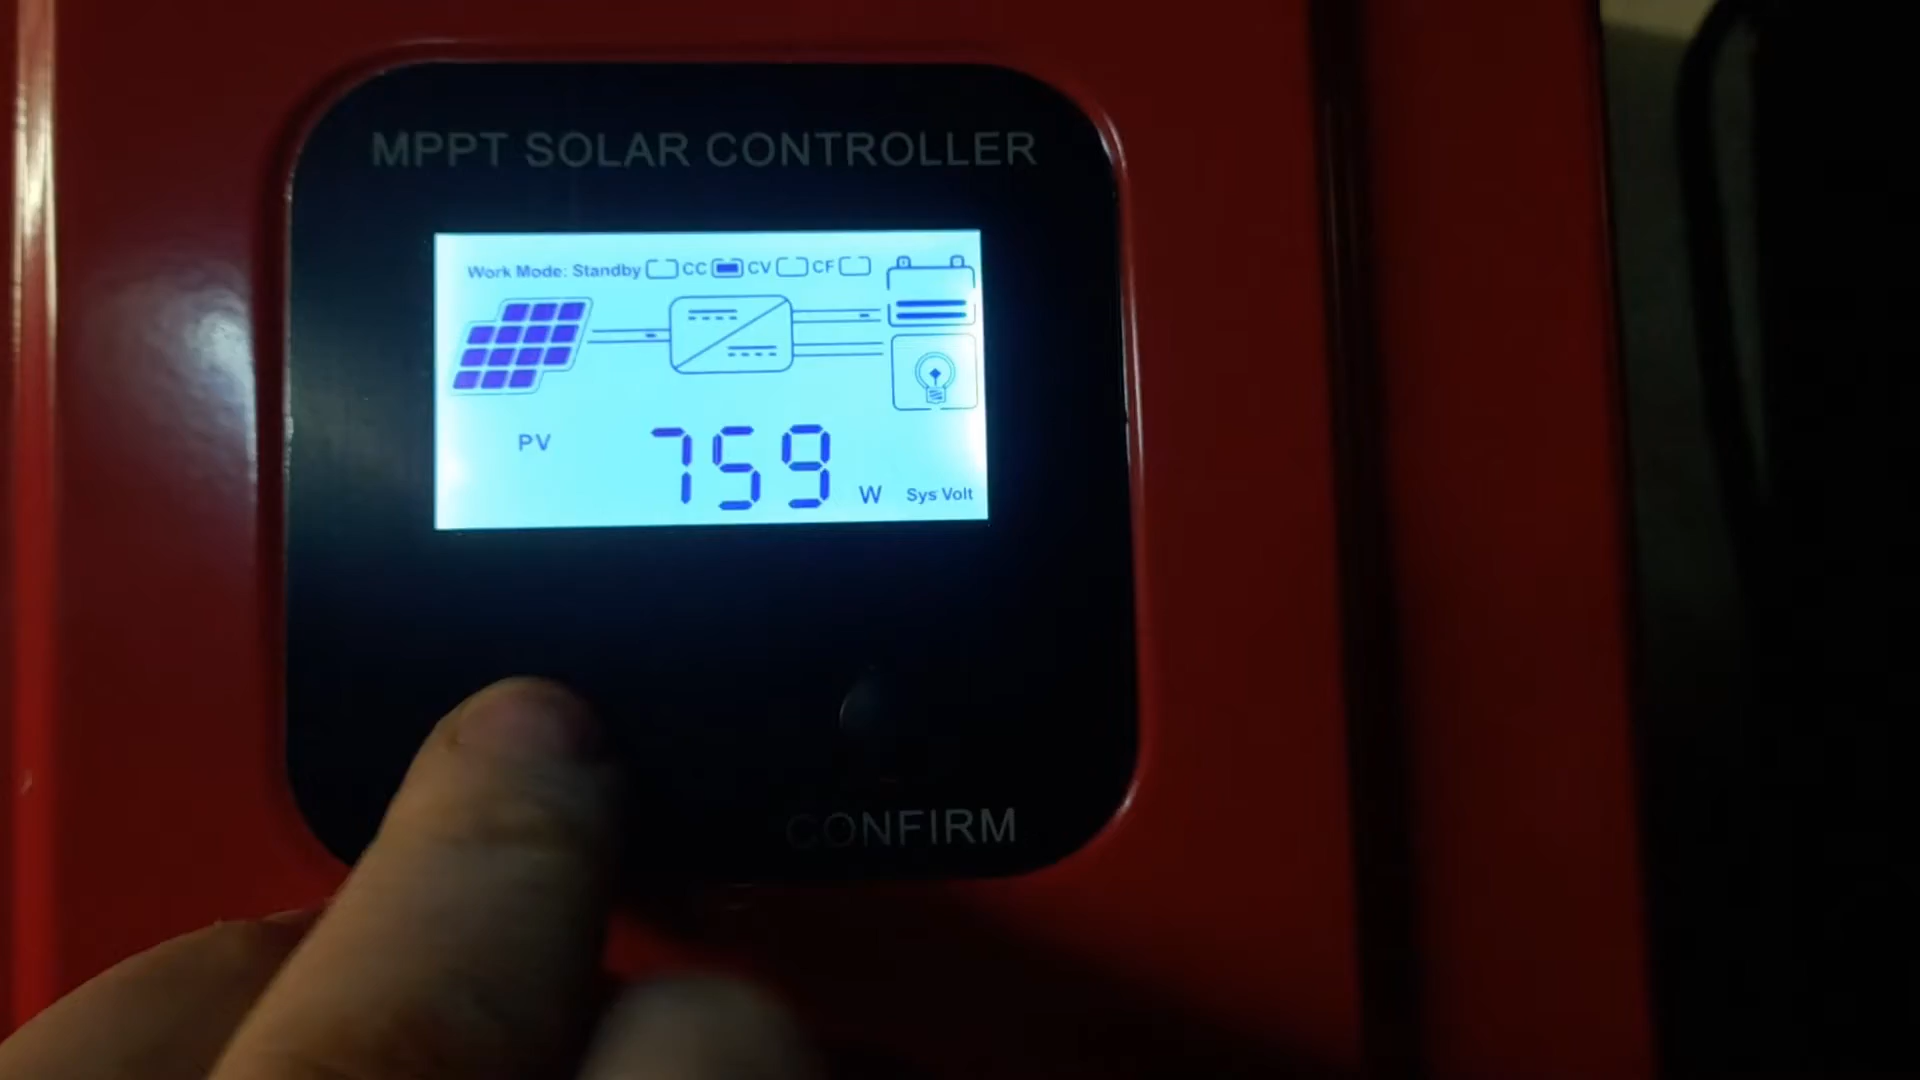 MPPT SOLAR CONTROLLER
Work Mode: Standby CC CV CF
PV 759 W Sys Volt
CONFIRM